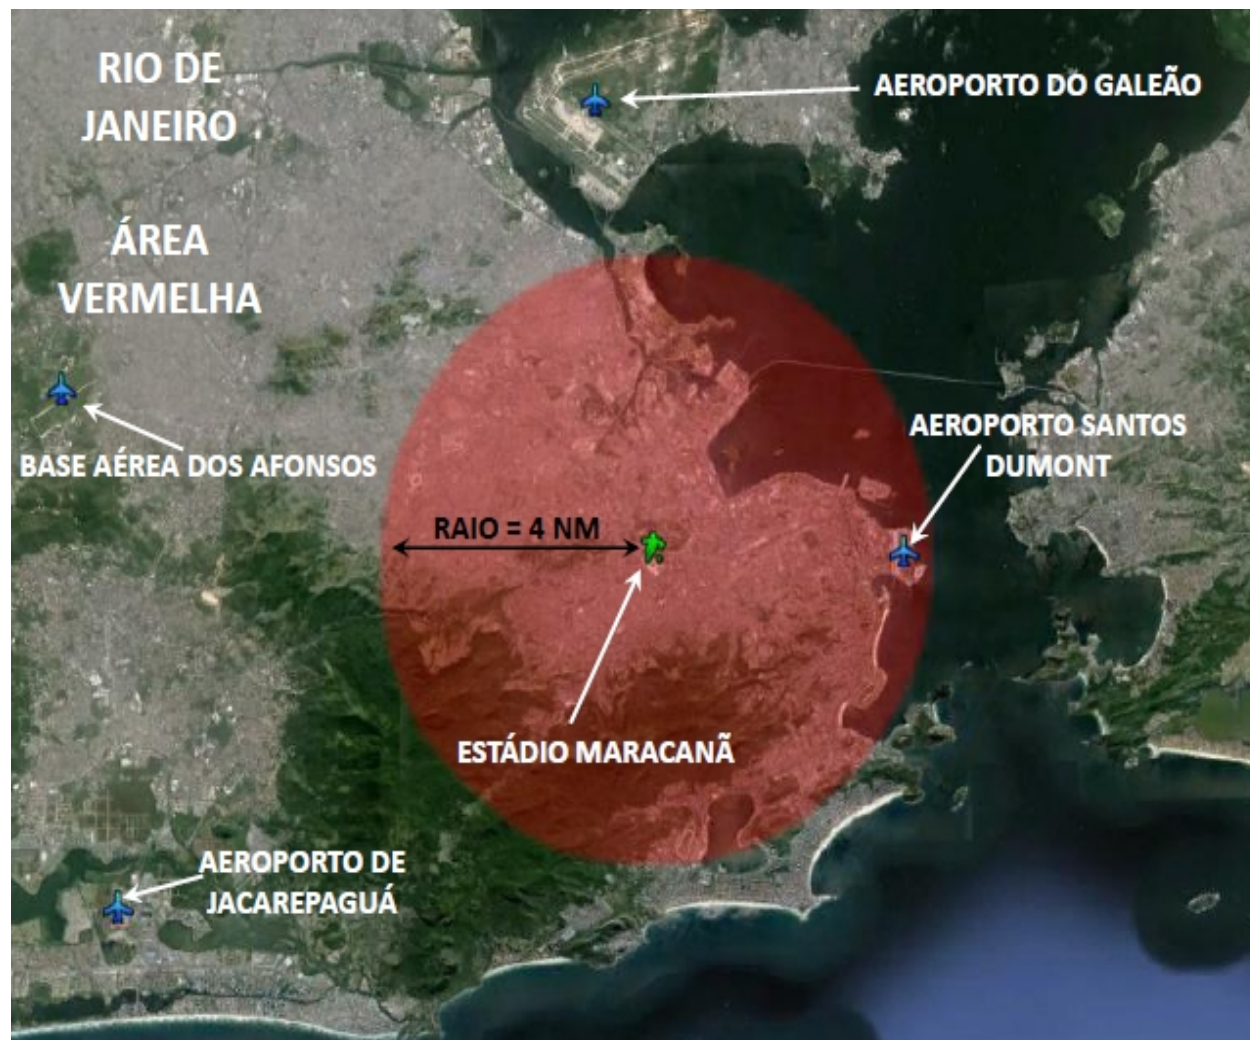 RIO DE
JANEIRO
AEROPORTO DO GALEÃO
ÁREA
VERMELHA
BASE AÉREA DOS AFONSOS
AEROPORTO SANTOS
DUMONT
RAIO = 4 NM
ESTÁDIO MARACANÃ
AEROPORTO DE
JACAREPAGUÁ